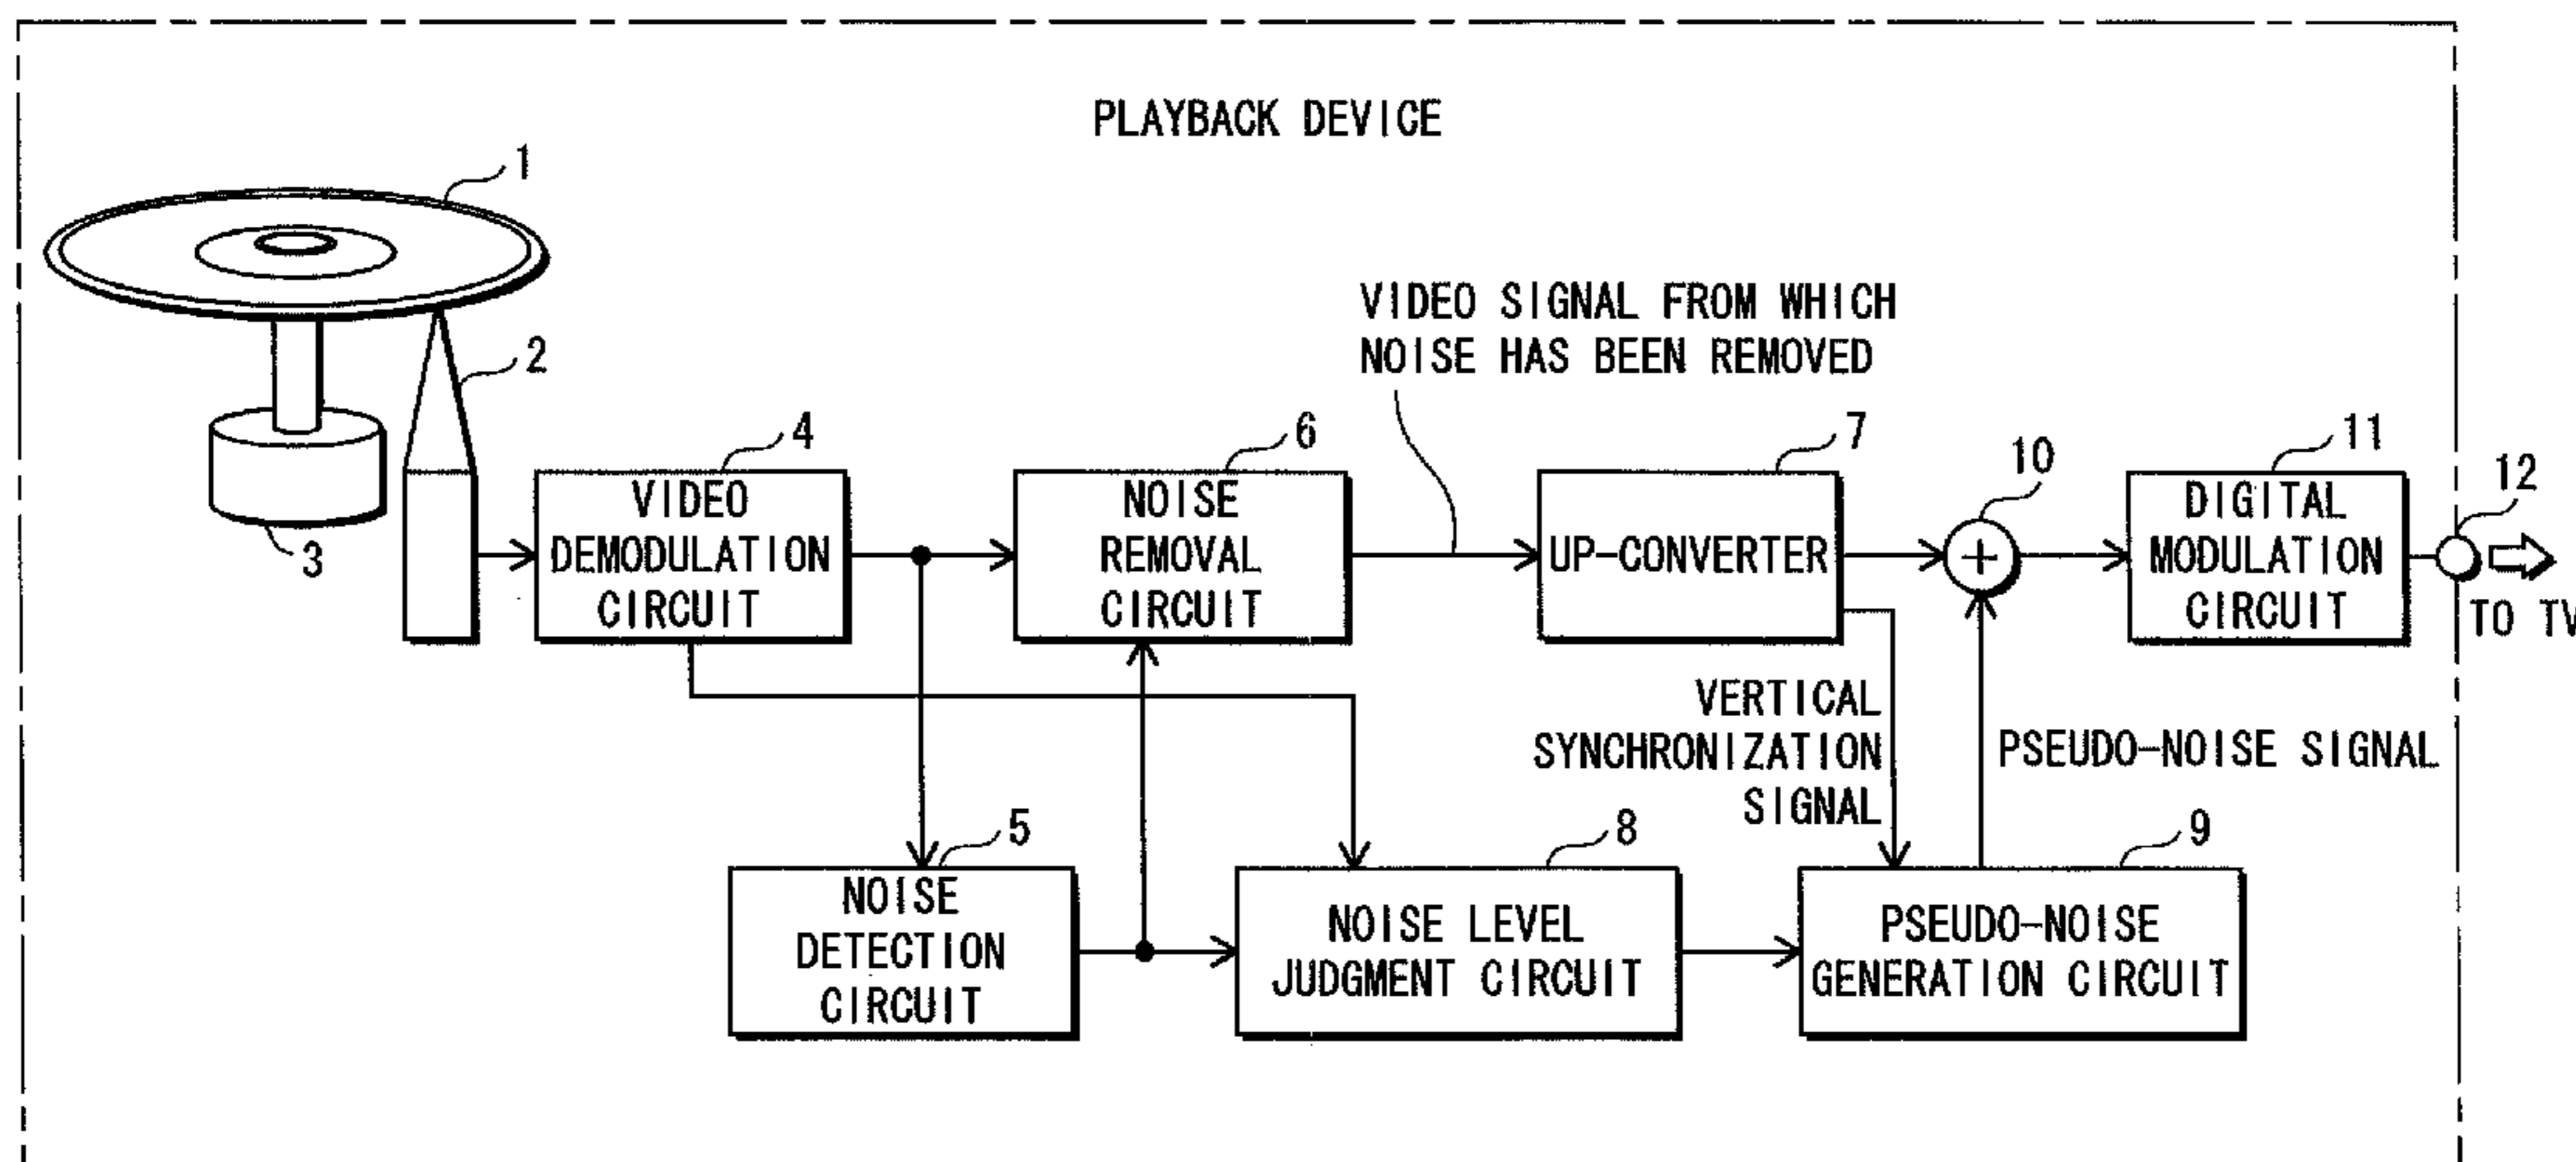 PLAYBACK DEVICE
1
2
3
VIDEO SIGNAL FROM WHICH
NOISE HAS BEEN REMOVED
4
VIDEO
DEMODULATION
CIRCUIT
6
NOISE
REMOVAL
CIRCUIT
7
UP-CONVERTER
10
+
11
DIGITAL
MODULATION
CIRCUIT
12
TO TV
VERTICAL
SYNCHRONIZATION
SIGNAL
PSEUDO-NOISE SIGNAL
5
NOISE
DETECTION
CIRCUIT
8
NOISE LEVEL
JUDGMENT CIRCUIT
9
PSEUDO-NOISE
GENERATION CIRCUIT